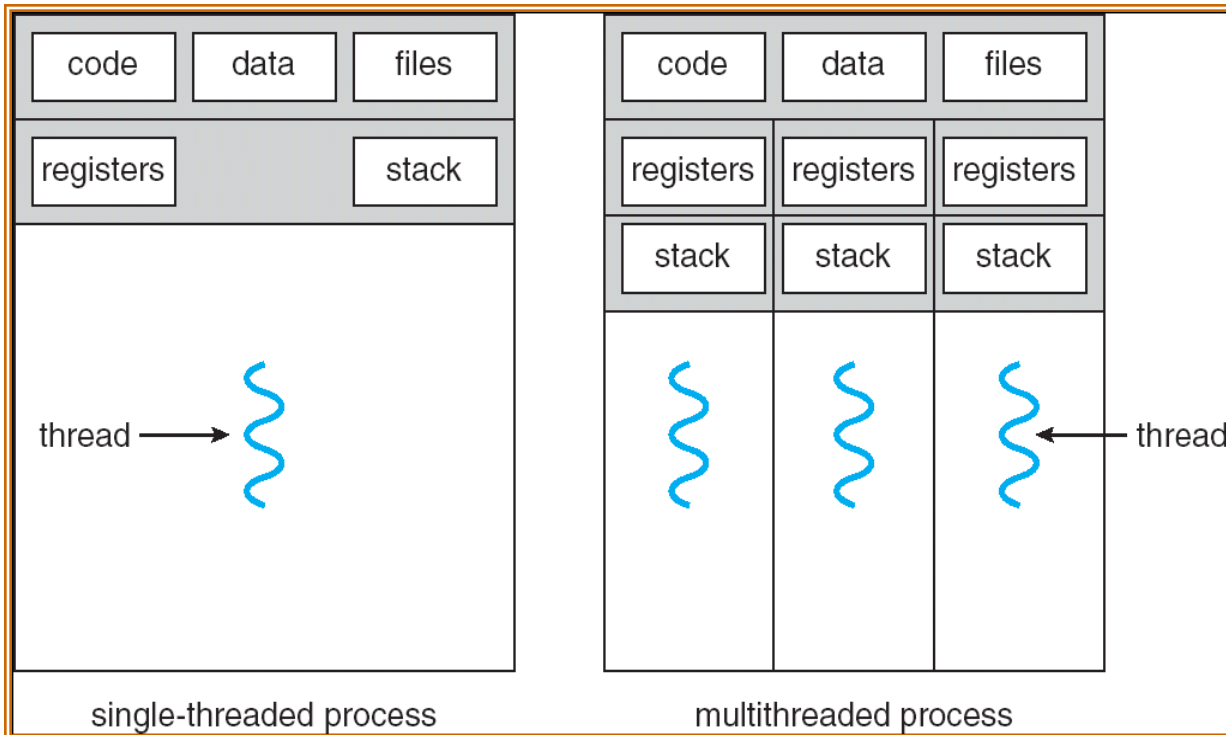 code data files
registers stack
thread
single-threaded process
code data files
registers registers registers
stack stack stack
thread
multithreaded process